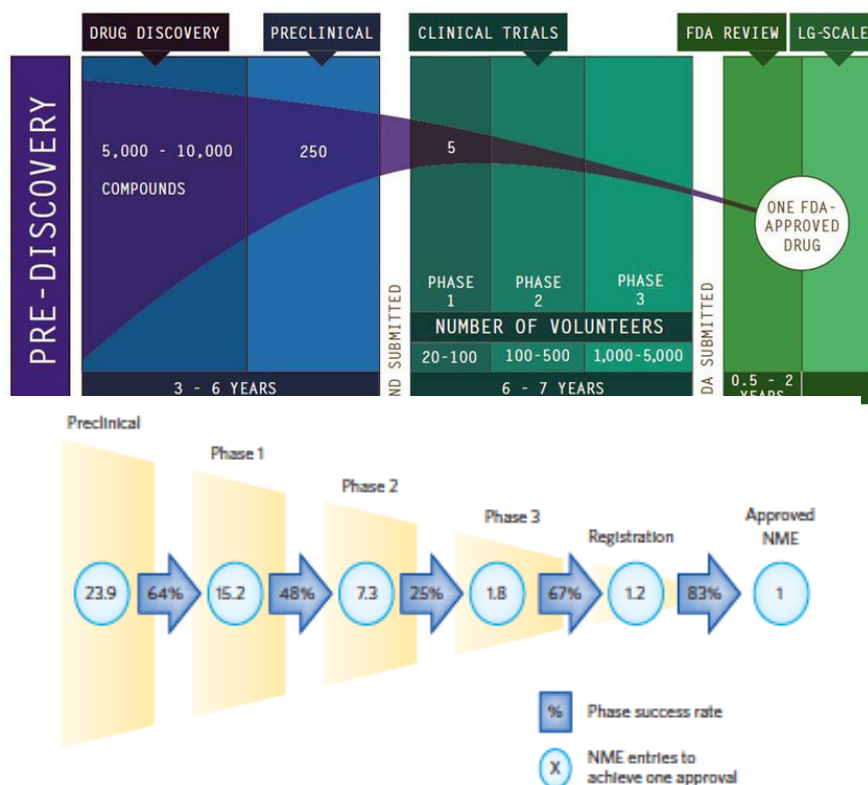 DRUG DISCOVERY
PRECLINICAL
CLINICAL TRIALS
FDA REVIEW
LG-SCALE
PRE-DISCOVERY
5,000 - 10,000
COMPOUNDS
250
5
ONE FDA-
APPROVED
DRUG
PHASE
1
PHASE
2
PHASE
3
NUMBER OF VOLUNTEERS
20-100
100-500
1,000-5,000
ND SUBMITTED
DA SUBMITTED
3 - 6 YEARS
6 - 7 YEARS
0.5 - 2
YEARS
Preclinical
Phase 1
Phase 2
Phase 3
Registration
Approved
NME
23.9
64%
15.2
48%
7.3
25%
1.8
67%
1.2
83%
1
%
Phase success rate
X
NME entries to
achieve one approval